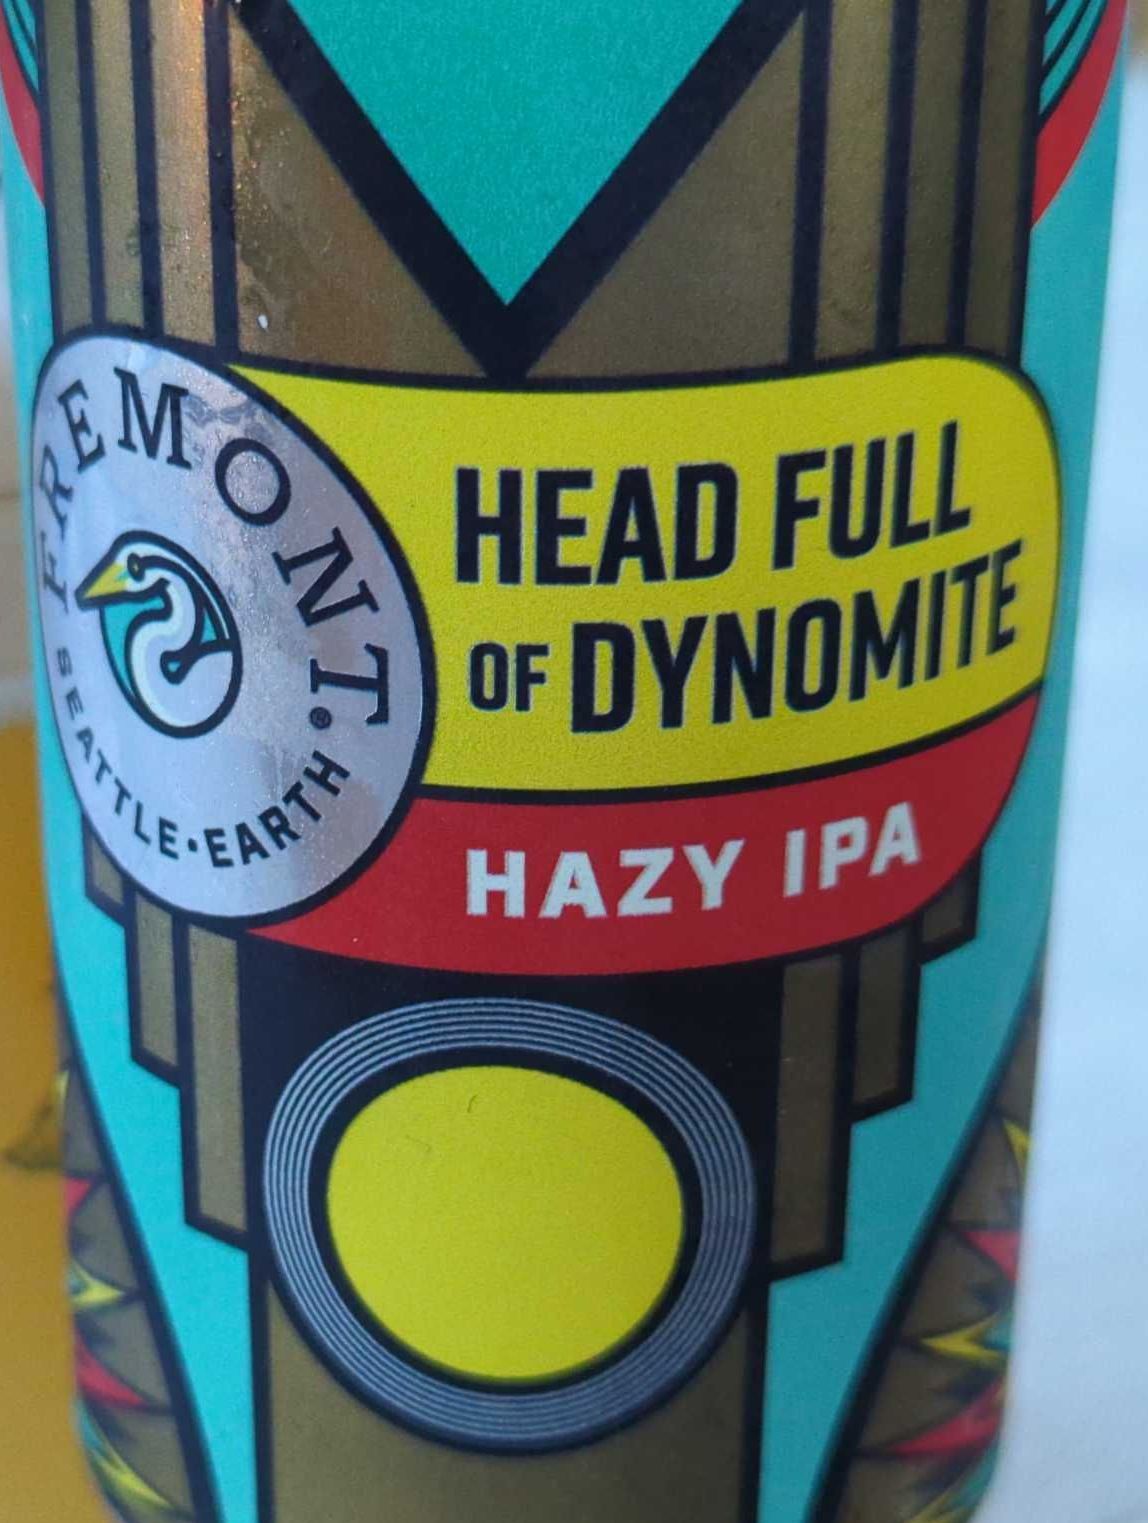 FREMONT®
SEATTLE·EARTH
HEAD FULL
OF DYNOMITE
HAZY IPA